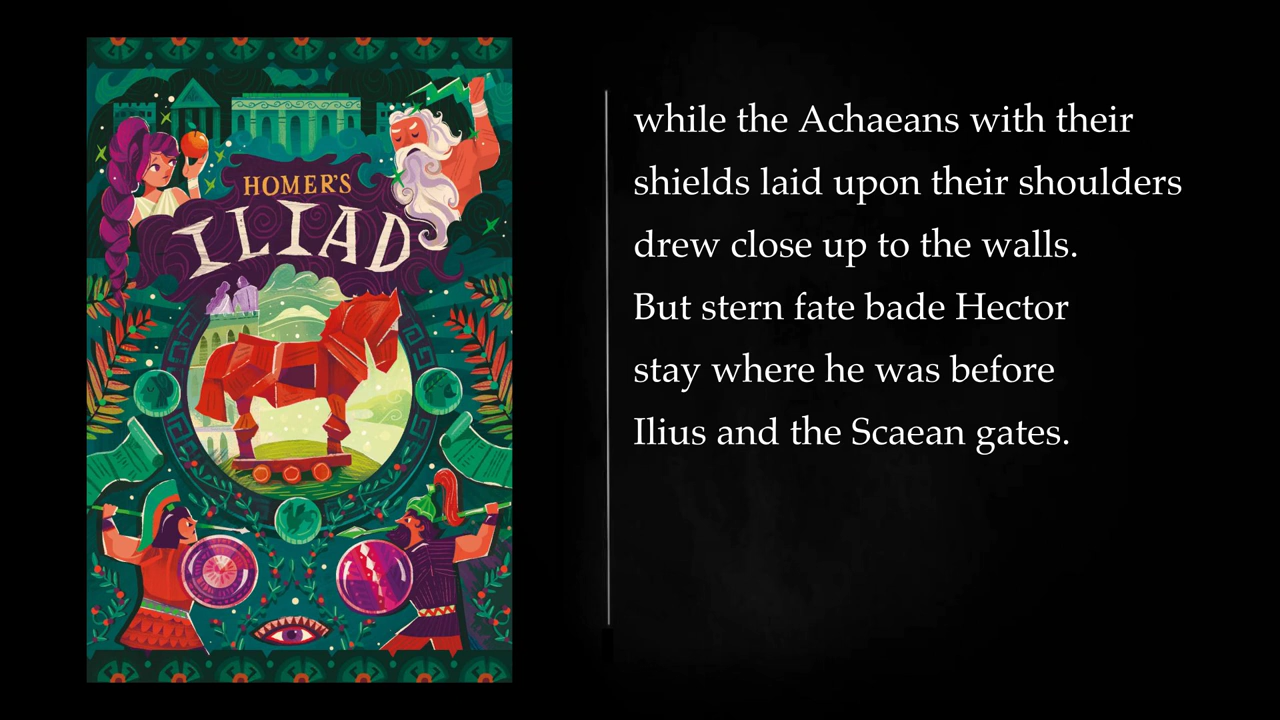 HOMER'S
ILIAD
while the Achaeans with their
shields laid upon their shoulders
drew close up to the walls.
But stern fate bade Hector
stay where he was before
Ilius and the Scaean gates.